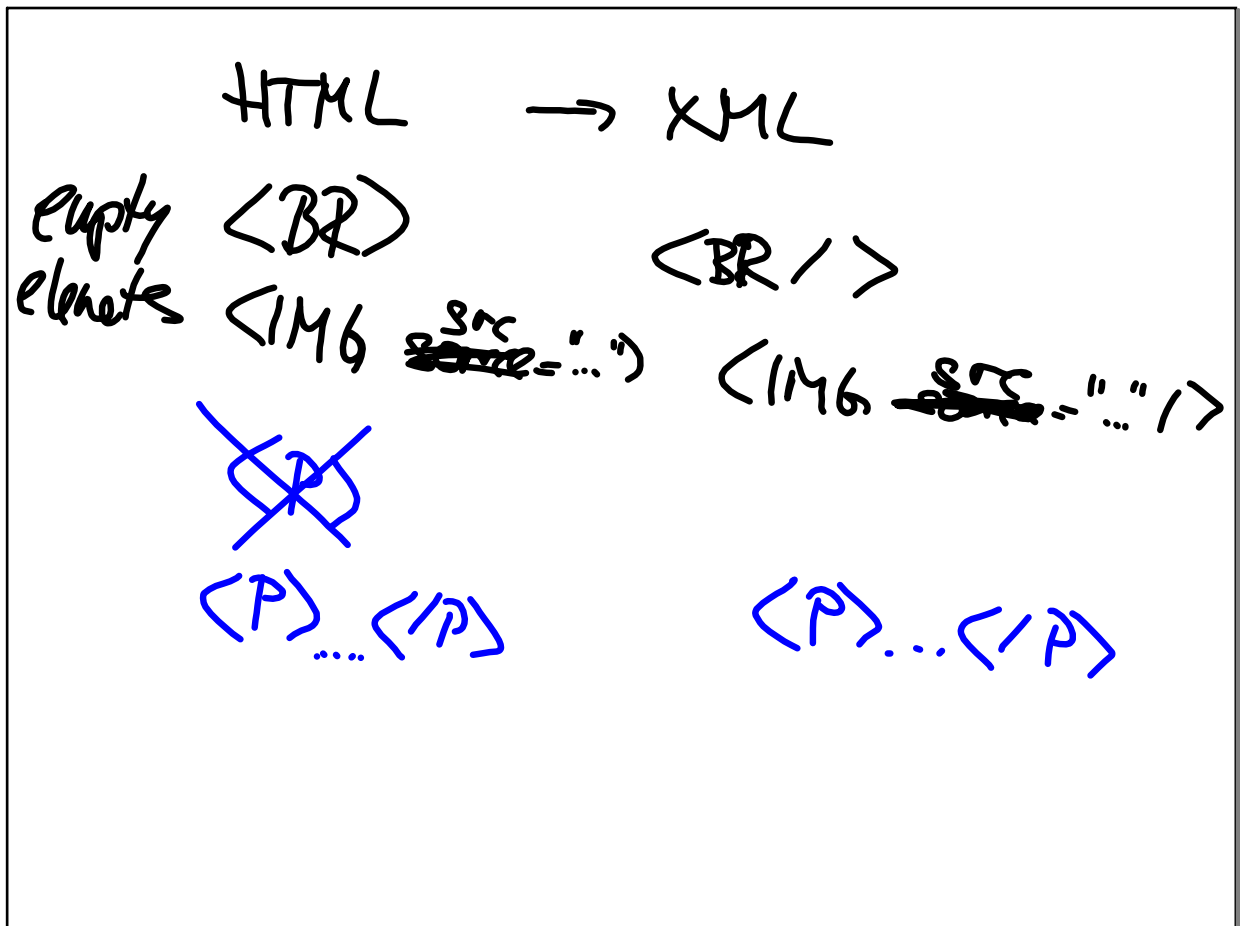 HTML → XML
empty <BR> <BR / >
elements <IMG src = "..."> <IMG src = "..." />
<P>
<P>....</P> <P>...</P>